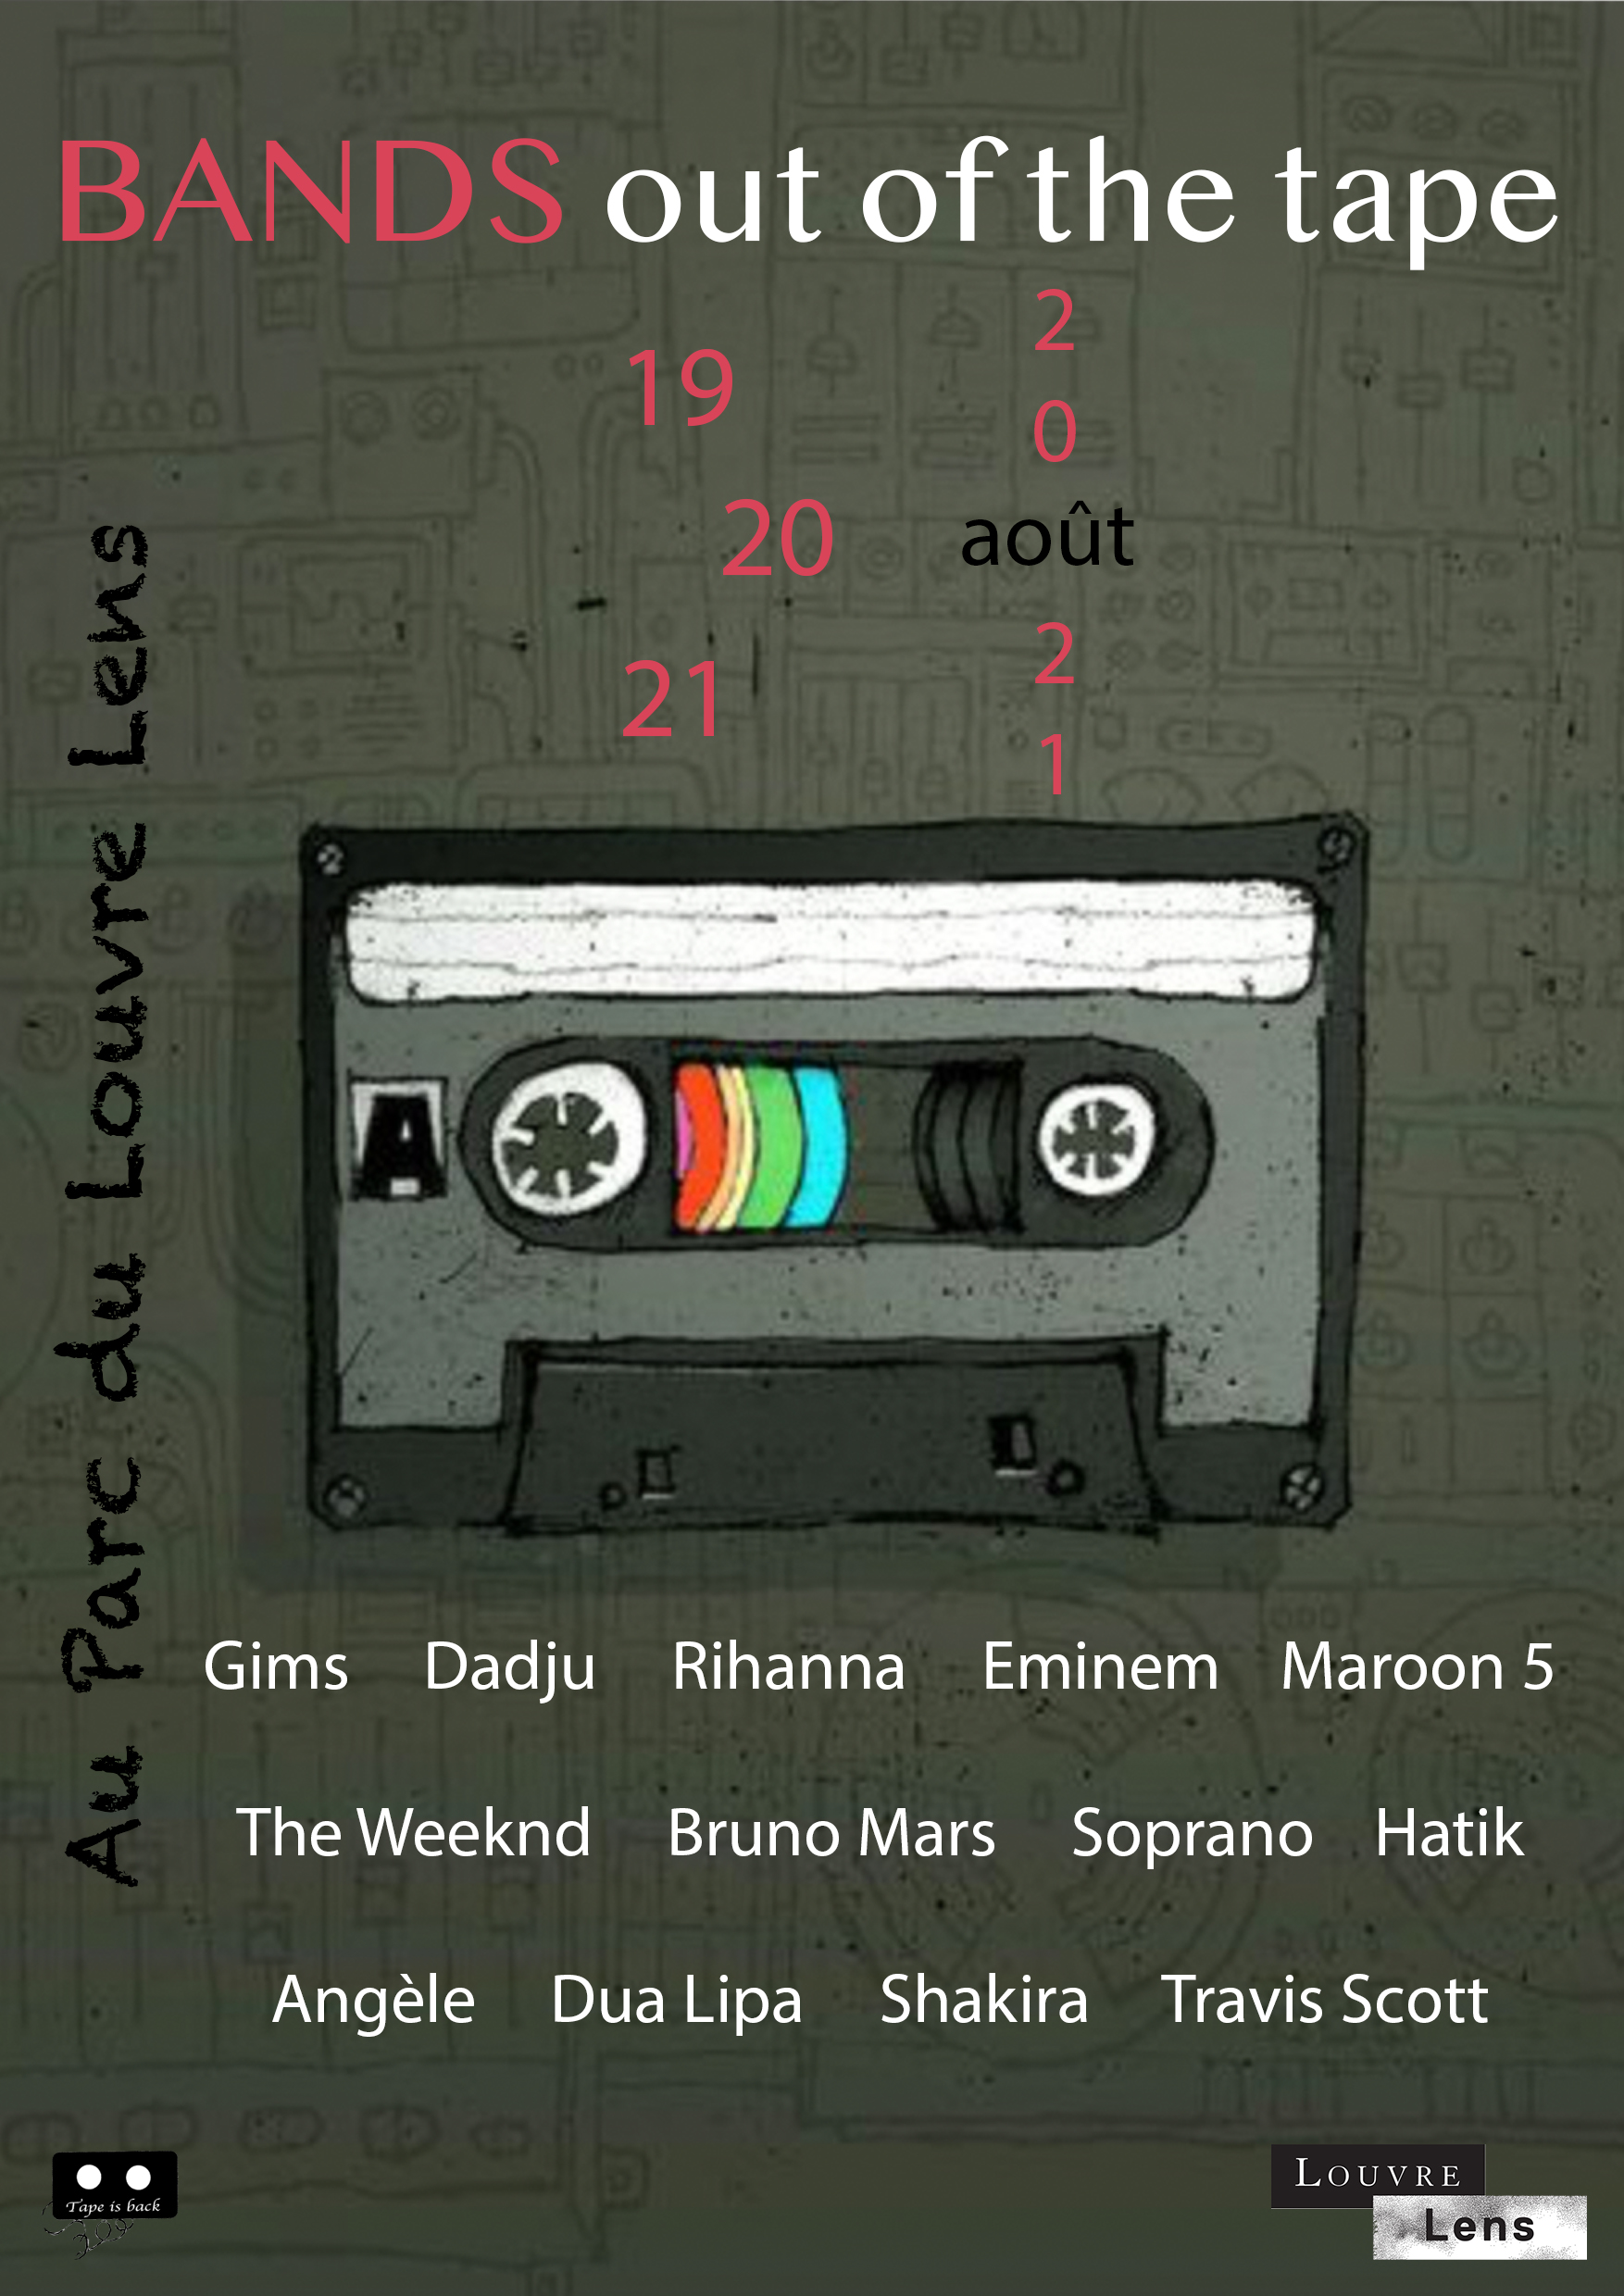 BANDS out of the tape
19
20
21
2
0
août
2
1
Au Parc du Louvre Lens
A
Gims Dadju Rihanna Eminem Maroon 5
The Weeknd Bruno Mars Soprano Hatik
Angèle Dua Lipa Shakira Travis Scott
Tape is back
LOUVRE
Lens